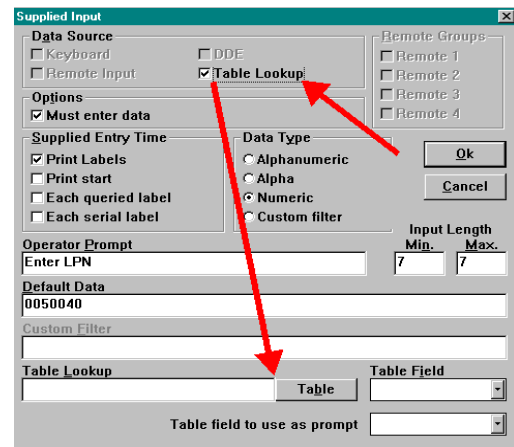 Supplied Input
Data Source
Remote Groups
Keyboard
DDE
Remote 1
Remote Input
Table Lookup
Remote 2
Remote 3
Remote 4
Options
Must enter data
Supplied Entry Time
Data Type
Print Labels
Alphanumeric
Ok
Print start
Alpha
Cancel
Each queried label
Numeric
Each serial label
Custom filter
Input Length
Operator Prompt
Min. Max.
Enter LPN
7 7
Default Data
0050040
Custom Filter
Table Lookup
Table Field
Table
Table field to use as prompt